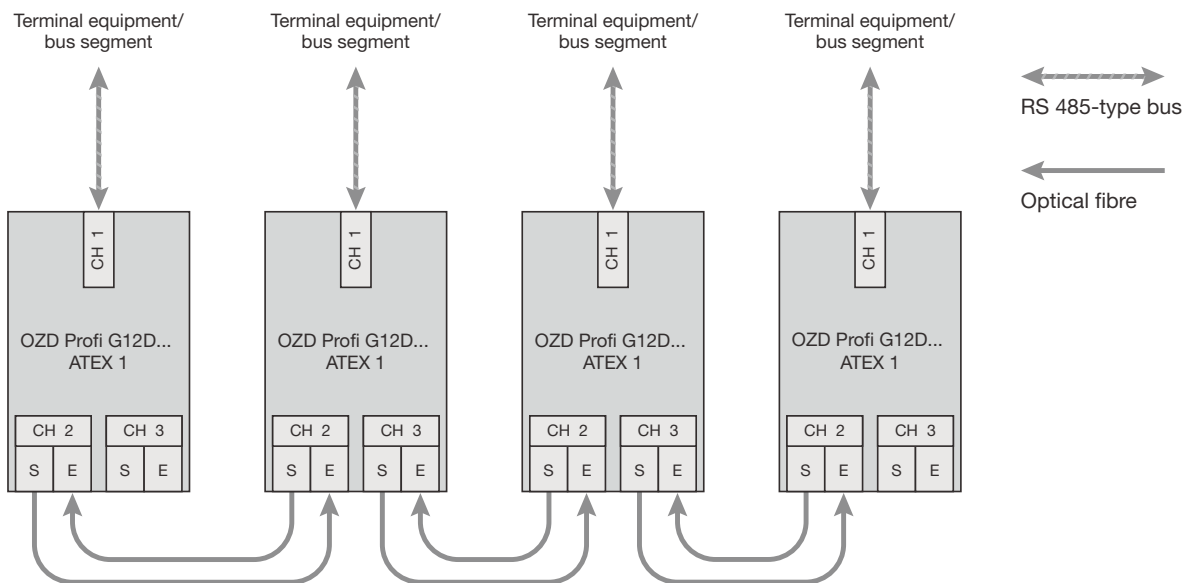 Terminal equipment/
bus segment
Terminal equipment/
bus segment
Terminal equipment/
bus segment
Terminal equipment/
bus segment
RS 485-type bus
Optical fibre
CH 1
CH 1
CH 1
CH 1
OZD Profi G12D...
ATEX 1
OZD Profi G12D...
ATEX 1
OZD Profi G12D...
ATEX 1
OZD Profi G12D...
ATEX 1
CH 2
CH 3
CH 2
CH 3
CH 2
CH 3
CH 2
CH 3
S
E
S
E
S
E
S
E
S
E
S
E
S
E
S
E